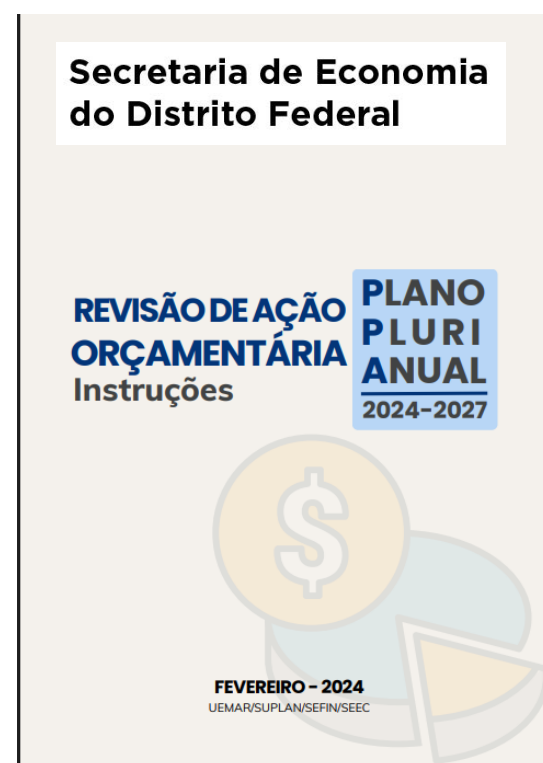 Secretaria de Economia
do Distrito Federal
REVISÃO DE AÇÃO
ORÇAMENTÁRIA
Instruções
PLANO
PLURI
ANUAL
2024-2027
$
FEVEREIRO - 2024
UEMAR/SUPLAN/SEFIN/SEEC